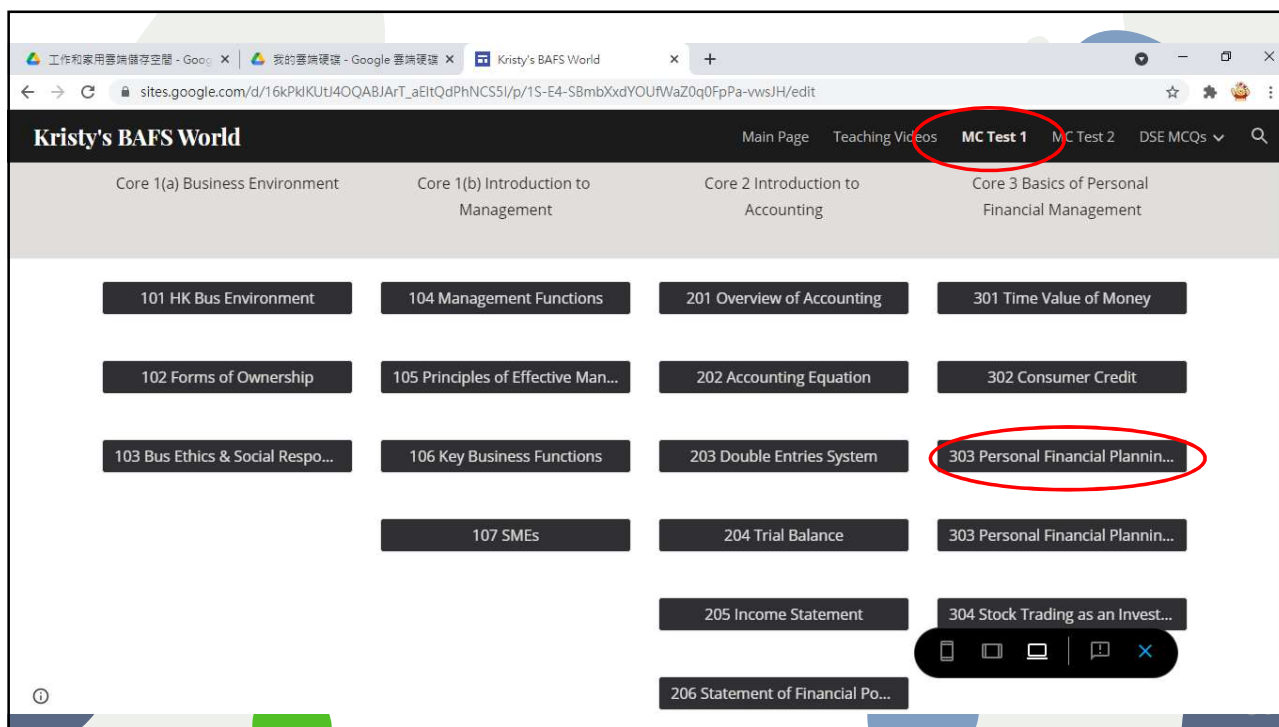 工作和家用雲端儲存空間 - Goog
我的雲端硬碟 - Google 雲端硬碟
Kristy's BAFS World
sites.google.com/d/16kPkIKUtJ4OQABJArT_aEItQdPhNCS5I/p/1S-E4-SBmbXxdYOUfWaZ0q0FpPa-vwsJH/edit
Kristy's BAFS World
Main Page Teaching Videos MC Test 1 MC Test 2 DSE MCQs
Core 1(a) Business Environment
Core 1(b) Introduction to
Management
Core 2 Introduction to
Accounting
Core 3 Basics of Personal
Financial Management
101 HK Bus Environment
104 Management Functions
201 Overview of Accounting
301 Time Value of Money
102 Forms of Ownership
105 Principles of Effective Man...
202 Accounting Equation
302 Consumer Credit
103 Bus Ethics & Social Respo...
106 Key Business Functions
203 Double Entries System
303 Personal Financial Plannin...
107 SMEs
204 Trial Balance
303 Personal Financial Plannin...
205 Income Statement
304 Stock Trading as an Invest...
206 Statement of Financial Po...